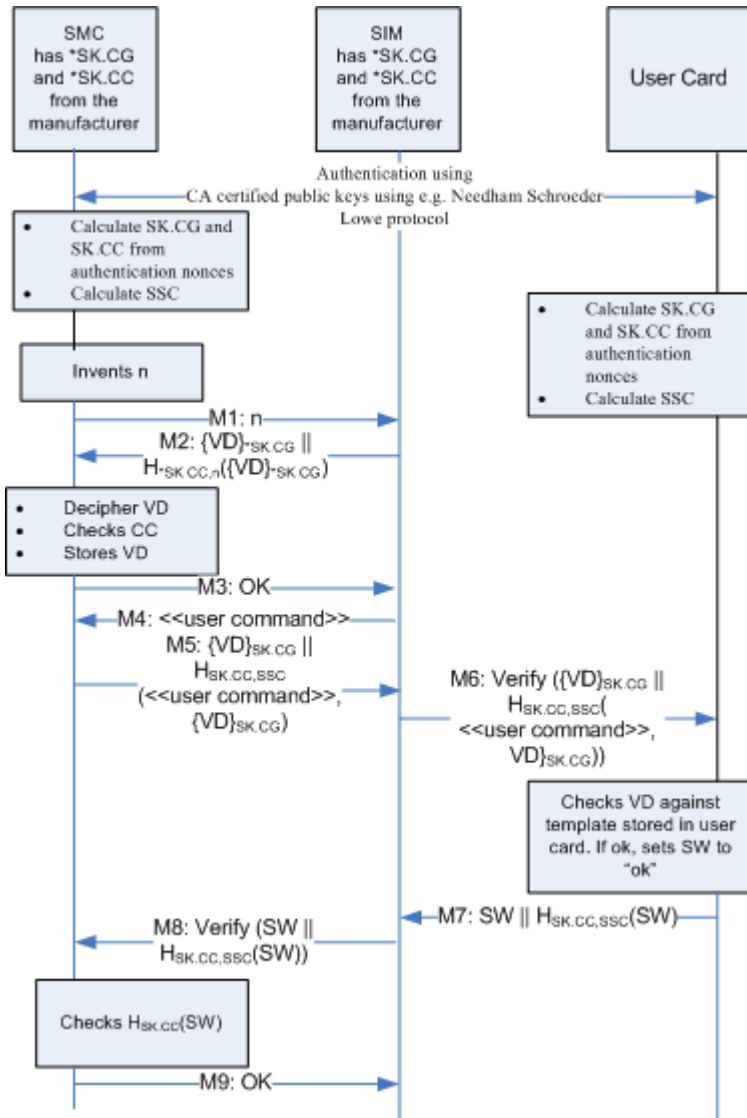 SMC
has *SK.CG
and *SK.CC
from the
manufacturer
SIM
has *SK.CG
and *SK.CC
from the
manufacturer
User Card
Authentication using
CA certified public keys using e.g. Needham Schroeder
Lowe protocol
• Calculate SK.CG and
SK.CC from
authentication nonces
• Calculate SSC
• Calculate SK.CG
and SK.CC from
authentication
nonces
• Calculate SSC
Invents n
M1: n
M2: {VD}*SK.CG ||
H*SK.CC,n({VD}*SK.CG)
• Decipher VD
• Checks CC
• Stores VD
M3: OK
M4: <<user command>>
M5: {VD}SK.CG ||
HSK.CC,SSC
(<<user command>>,
{VD}SK.CG)
M6: Verify ({VD}SK.CG ||
HSK.CC,SSC(
<<user command>>,
VD}SK.CG))
Checks VD against
template stored in user
card. If ok, sets SW to
“ok”
M7: SW || HSK.CC,SSC(SW)
M8: Verify (SW ||
HSK.CC,SSC(SW))
Checks HSK.CC(SW)
M9: OK